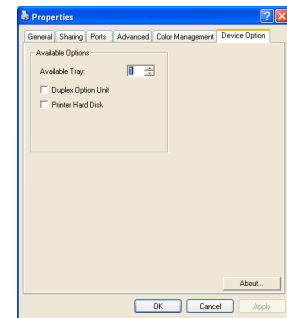 Properties
General Sharing Ports Advanced Color Management Device Option
Available Options
Available Tray:
Duplex Option Unit
Printer Hard Disk
About...
OK Cancel Apply